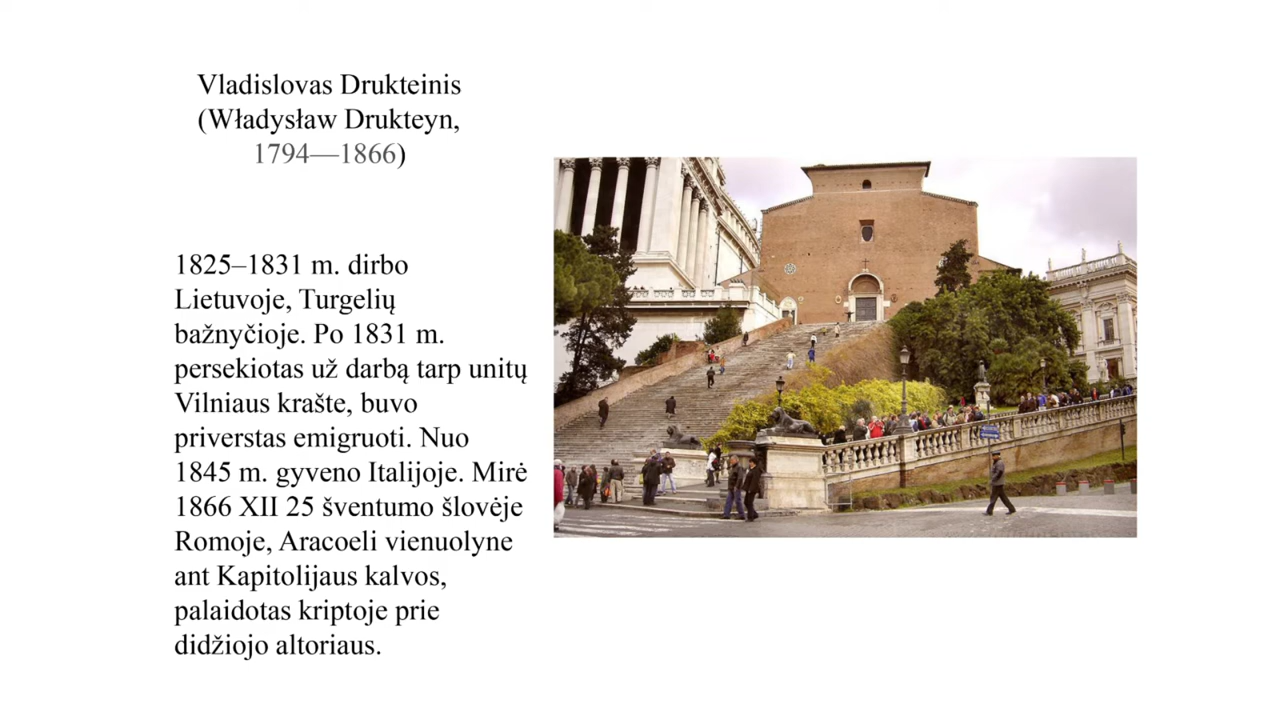 Vladislovas Drukteinis
(Władysław Drukteyn,
1794—1866)
1825–1831 m. dirbo
Lietuvoje, Turgelių
bažnyčioje. Po 1831 m.
persekiotas už darbą tarp unitų
Vilniaus krašte, buvo
priverstas emigruoti. Nuo
1845 m. gyveno Italijoje. Mirė
1866 XII 25 šventumo šlovėje
Romoje, Aracoeli vienuolyne
ant Kapitolijaus kalvos,
palaidotas kriptoje prie
didžiojo altoriaus.